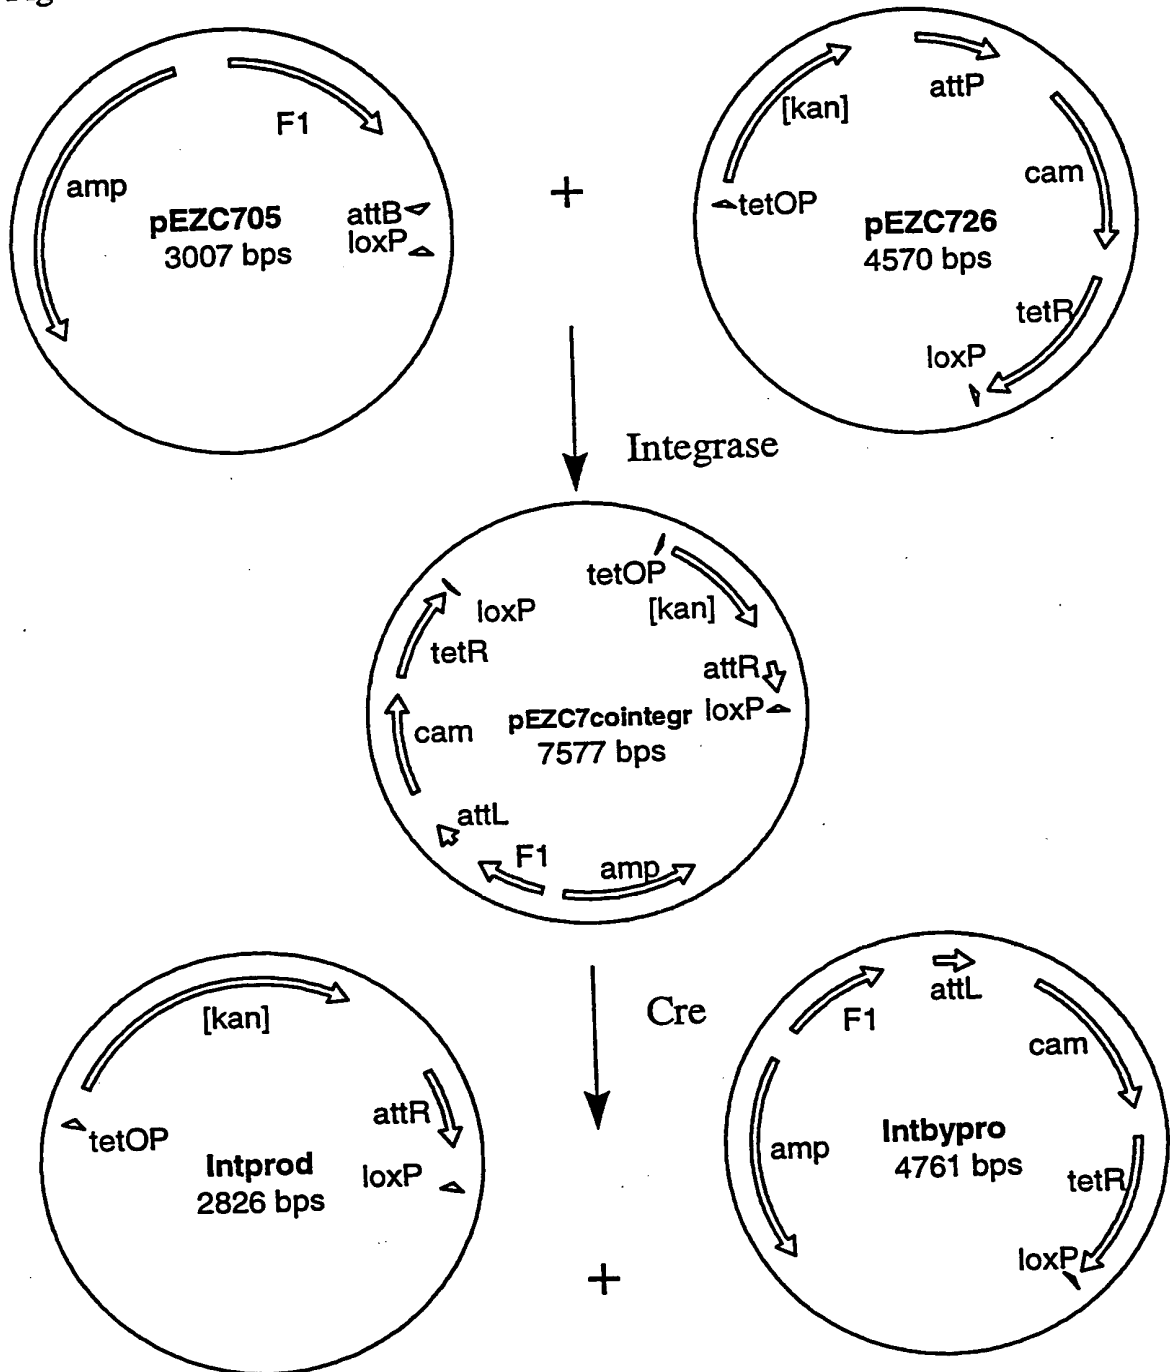 F1
amp
pEZC705
3007 bps
attB
loxP
+
[kan]
attP
cam
tetOP
pEZC726
4570 bps
tetR
loxP
Integrase
tetOP
[kan]
loxP
tetR
attR
loxP
cam
pEZC7cointegr
7577 bps
attL
F1
amp
Cre
[kan]
attR
tetOP
loxP
Intprod
2826 bps
+
F1
attL
cam
amp
Intbypro
4761 bps
tetR
loxP